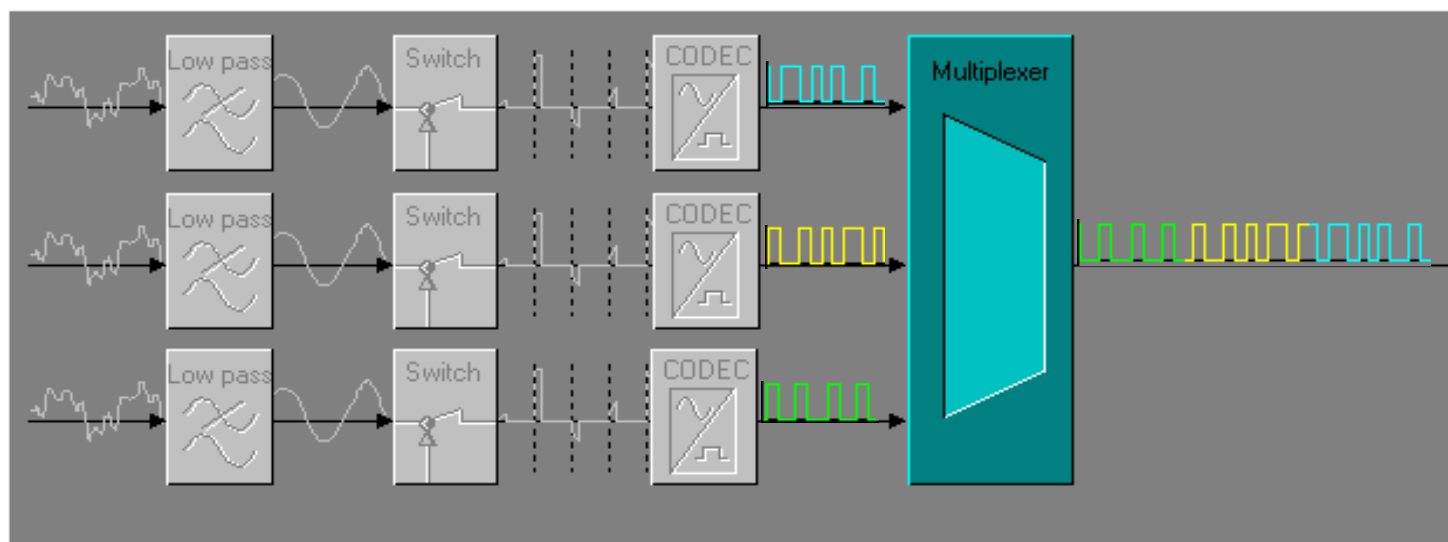 Low pass
Switch
CODEC
Multiplexer
Low pass
Switch
CODEC
Low pass
Switch
CODEC